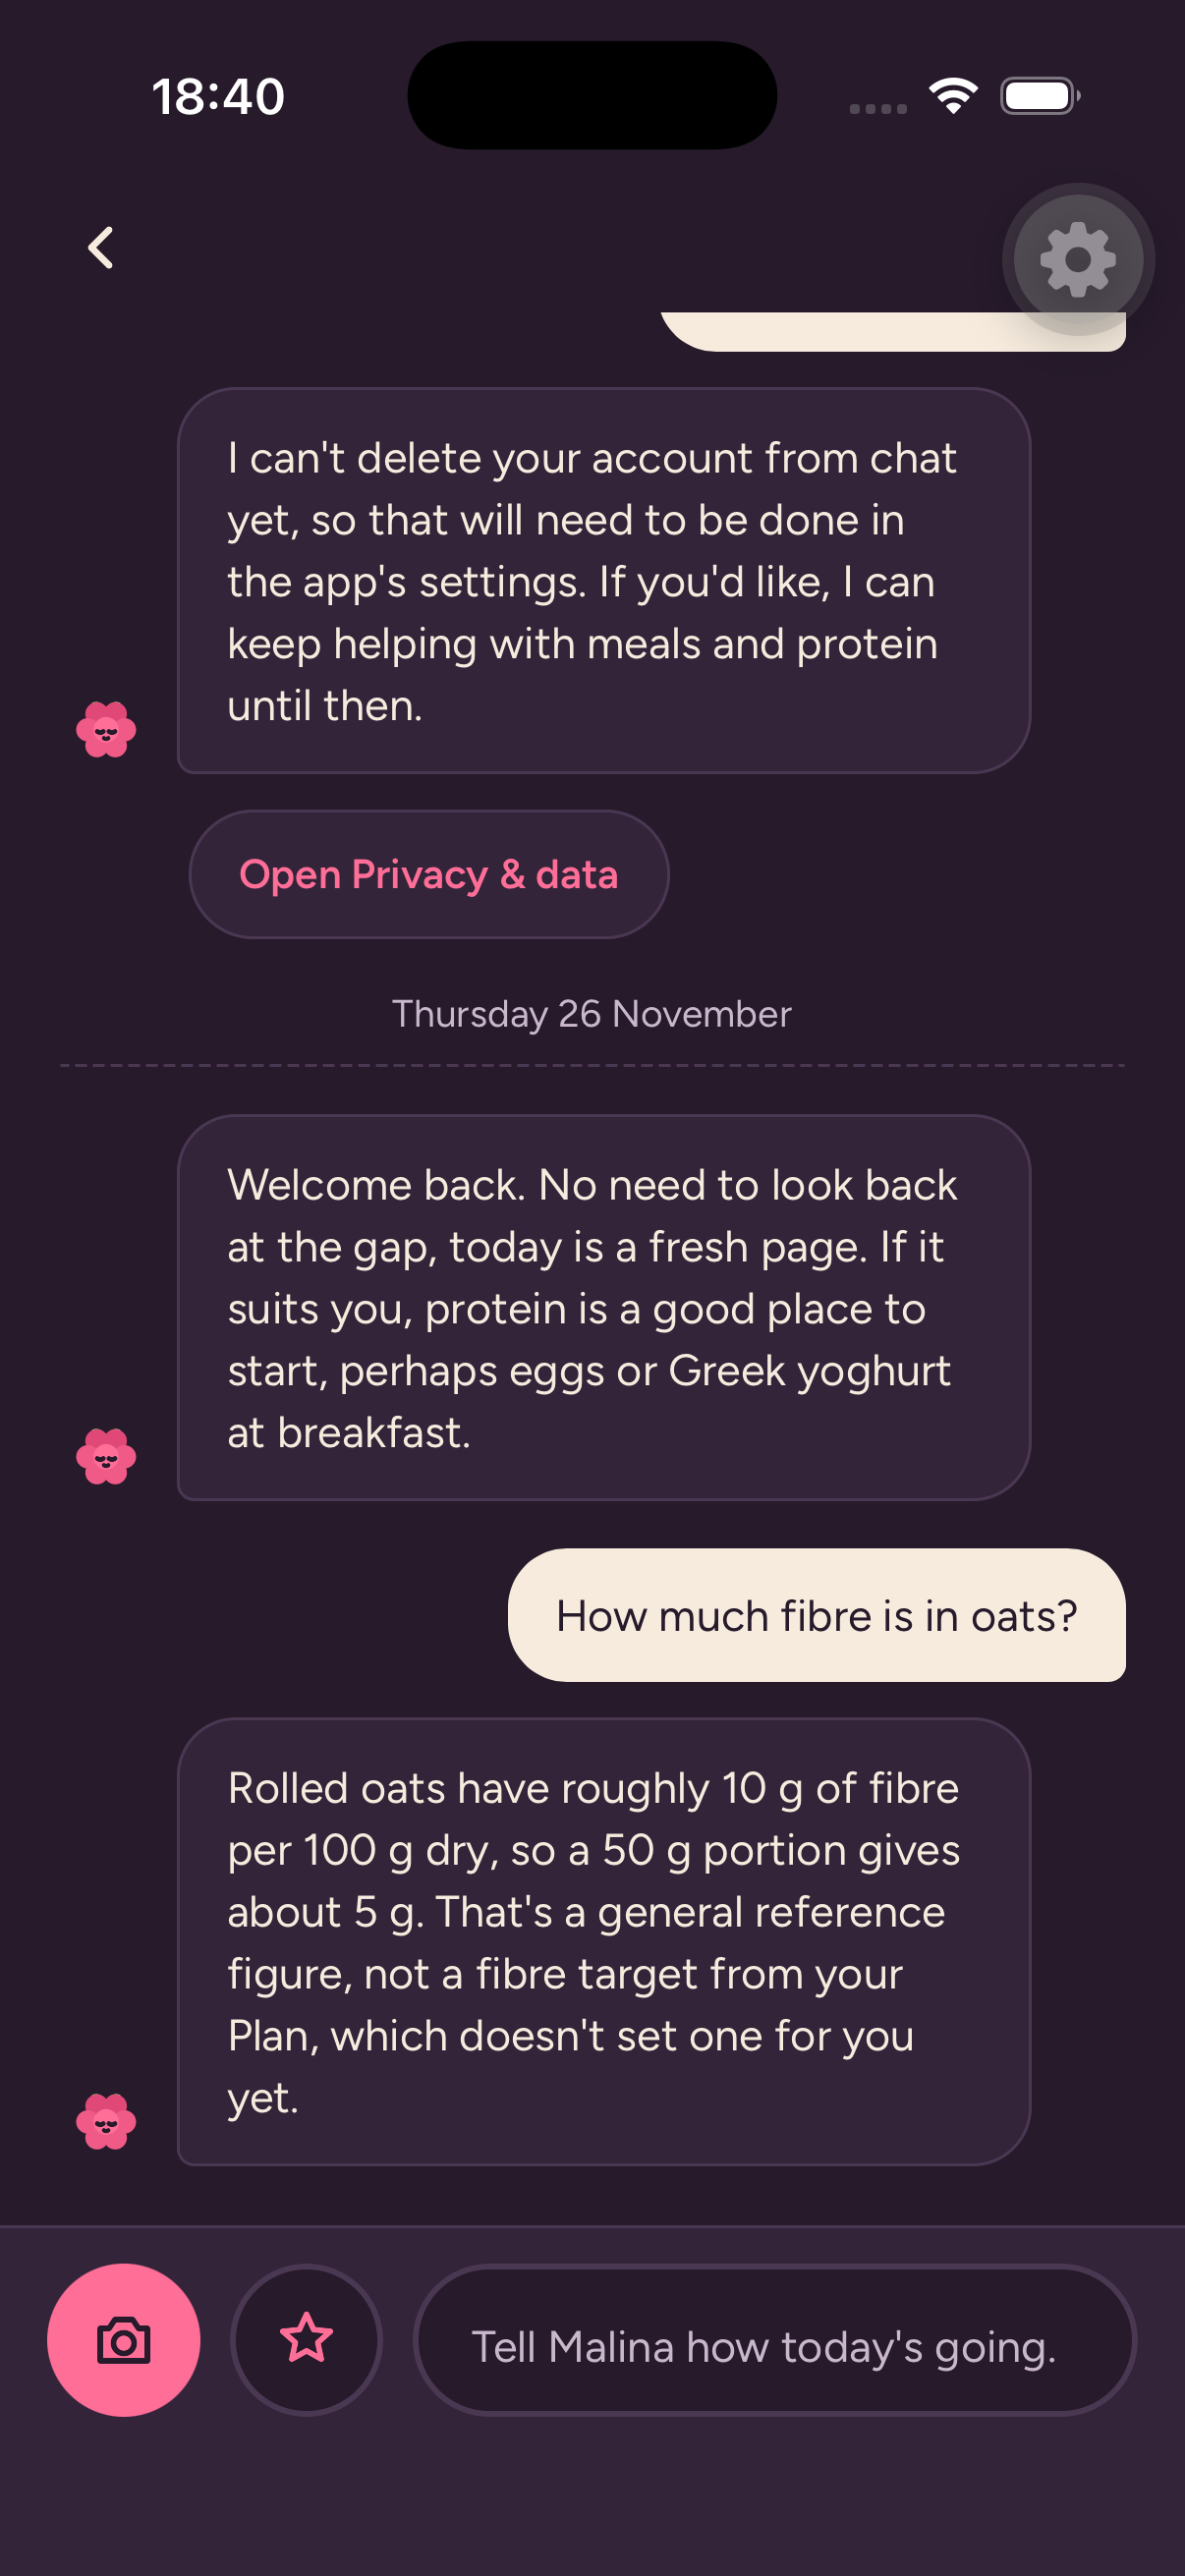 18:40
I can't delete your account from chat
yet, so that will need to be done in
the app's settings. If you'd like, I can
keep helping with meals and protein
until then.
Open Privacy & data
Thursday 26 November
Welcome back. No need to look back
at the gap, today is a fresh page. If it
suits you, protein is a good place to
start, perhaps eggs or Greek yoghurt
at breakfast.
How much fibre is in oats?
Rolled oats have roughly 10 g of fibre
per 100 g dry, so a 50 g portion gives
about 5 g. That's a general reference
figure, not a fibre target from your
Plan, which doesn't set one for you
yet.
Tell Malina how today's going.